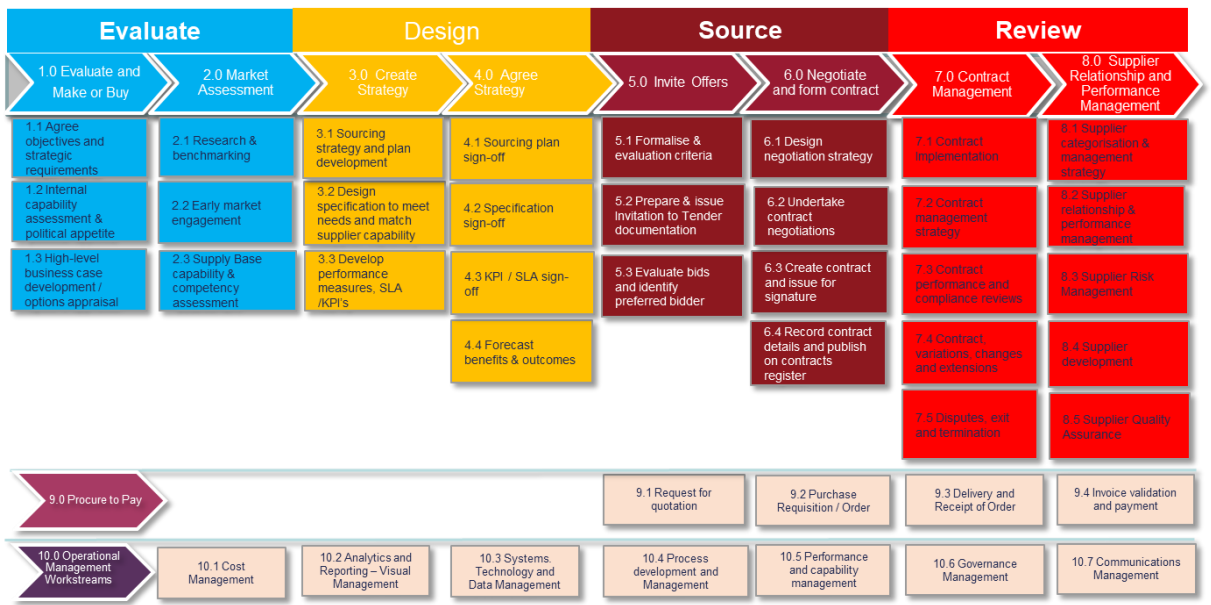 Evaluate
Design
Source
Review
1.0 Evaluate and
Make or Buy
2.0 Market
Assessment
3.0 Create
Strategy
4.0 Agree
Strategy
5.0 Invite Offers
6.0 Negotiate
and form contract
7.0 Contract
Management
8.0 Supplier
Relationship and
Performance
Management
1.1 Agree
objectives and
strategic
requirements
1.2 Internal
capability
assessment &
political appetite
1.3 High-level
business case
development /
options appraisal
2.1 Research &
benchmarking
2.2 Early market
engagement
2.3 Supply Base
capability &
competency
assessment
3.1 Sourcing
strategy and plan
development
3.2 Design
specification to meet
needs and match
supplier capability
3.3 Develop
performance
measures, SLA
/KPI's
4.1 Sourcing plan
sign-off
4.2 Specification
sign-off
4.3 KPI / SLA sign-
off
4.4 Forecast
benefits & outcomes
5.1 Formalise &
evaluation criteria
5.2 Prepare & issue
Invitation to Tender
documentation
5.3 Evaluate bids
and identify
preferred bidder
6.1 Design
negotiation strategy
6.2 Undertake
contract
negotiations
6.3 Create contract
and issue for
signature
6.4 Record contract
details and publish
on contracts
register
7.1 Contract
Implementation
7.2 Contract
management
strategy
7.3 Contract
performance and
compliance reviews
7.4 Contract,
variations, changes
and extensions
7.5 Disputes, exit
and termination
8.1 Supplier
categorisation &
management
strategy
8.2 Supplier
relationship &
performance
management
8.3 Supplier Risk
Management
8.4 Supplier
development
8.5 Supplier Quality
Assurance
9.0 Procure to Pay
9.1 Request for
quotation
9.2 Purchase
Requisition / Order
9.3 Delivery and
Receipt of Order
9.4 Invoice validation
and payment
10.0 Operational
Management
Workstreams
10.1 Cost
Management
10.2 Analytics and
Reporting – Visual
Management
10.3 Systems.
Technology and
Data Management
10.4 Process
development and
Management
10.5 Performance
and capability
management
10.6 Governance
Management
10.7 Communications
Management